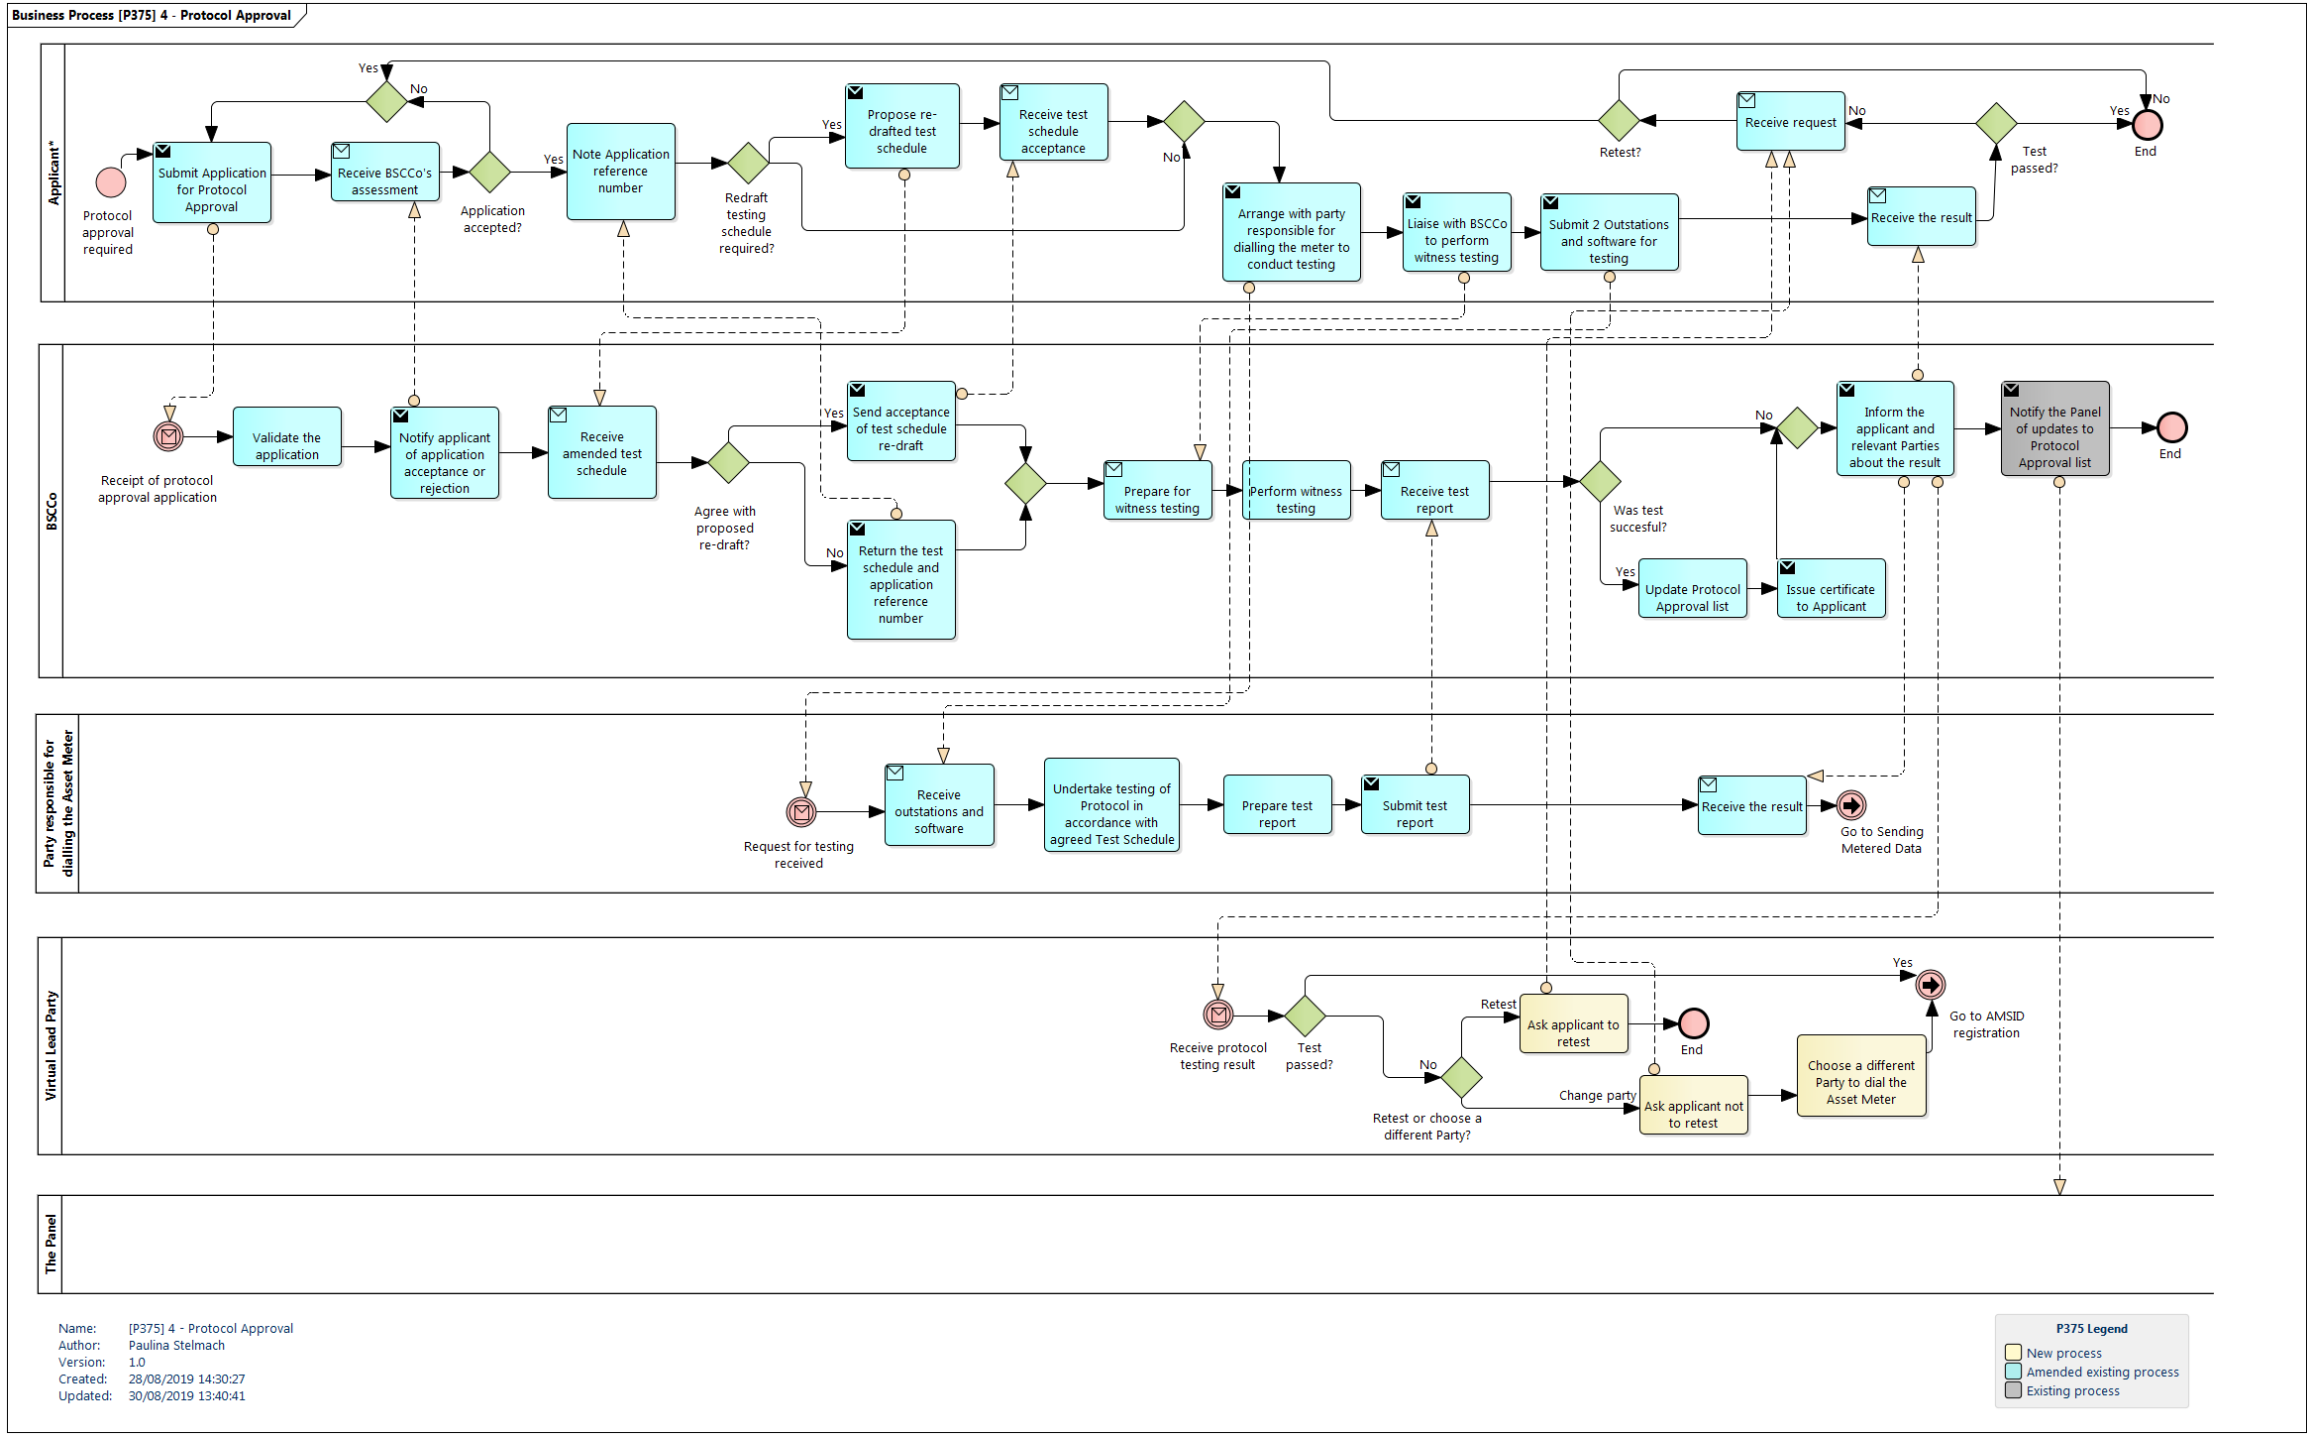 Business Process [P375] 4 - Protocol Approval
Applicant*
Protocol
approval
required
Submit Application
for Protocol
Approval
Yes
No
Receive BSCCo's
assessment
Application
accepted?
Yes
Note Application
reference
number
Redraft
testing
schedule
required?
Yes
Propose re-
drafted test
schedule
Receive test
schedule
acceptance
No
Arrange with party
responsible for
dialling the meter to
conduct testing
Liaise with BSCCo
to perform
witness testing
Submit 2 Outstations
and software for
testing
Retest?
Receive request
No
Receive the result
Test
passed?
Yes
No
End
BSCCo
Receipt of protocol
approval application
Validate the
application
Notify applicant
of application
acceptance or
rejection
Receive
amended test
schedule
Agree with
proposed
re-draft?
Yes
Send acceptance
of test schedule
re-draft
No
Return the test
schedule and
application
reference
number
Prepare for
witness testing
Perform witness
testing
Receive test
report
Was test
succesful?
No
Yes
Update Protocol
Approval list
Issue certificate
to Applicant
Inform the
applicant and
relevant Parties
about the result
Notify the Panel
of updates to
Protocol
Approval list
End
Party responsible for
dialling the Asset Meter
Request for testing
received
Receive
outstations and
software
Undertake testing of
Protocol in
accordance with
agreed Test Schedule
Prepare test
report
Submit test
report
Receive the result
Go to Sending
Metered Data
Virtual Lead Party
Receive protocol
testing result
Test
passed?
Yes
No
Retest or choose a
different Party?
Retest
Ask applicant to
retest
End
Change party
Ask applicant not
to retest
Choose a different
Party to dial the
Asset Meter
Go to AMSID
registration
The Panel
Name: [P375] 4 - Protocol Approval
Author: Paulina Stelmach
Version: 1.0
Created: 28/08/2019 14:30:27
Updated: 30/08/2019 13:40:41
P375 Legend
New process
Amended existing process
Existing process